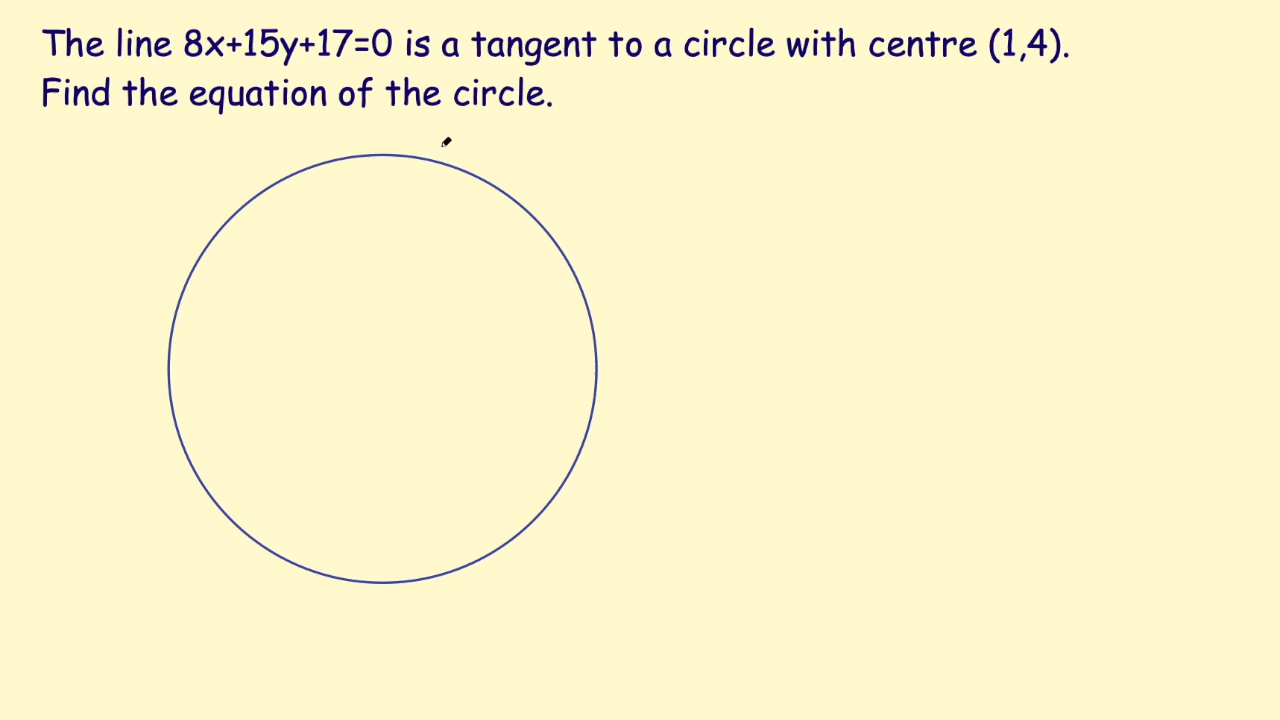 The line 8x+15y+17=0 is a tangent to a circle with centre (1,4).
Find the equation of the circle.